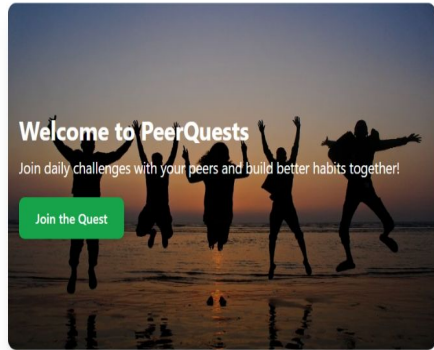 Welcome to PeerQuests
Join daily challenges with your peers and build better habits together!
Join the Quest